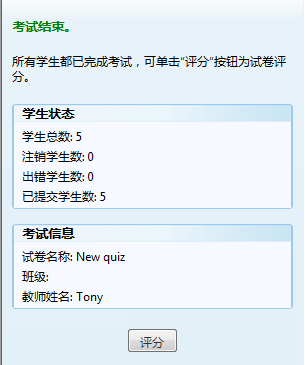 考试结束。
所有学生都已完成考试，可单击"评分"按钮为试卷评
分。
学生状态
学生总数: 5
注销学生数: 0
出错学生数: 0
已提交学生数: 5
考试信息
试卷名称: New quiz
班级:
教师姓名: Tony
评分